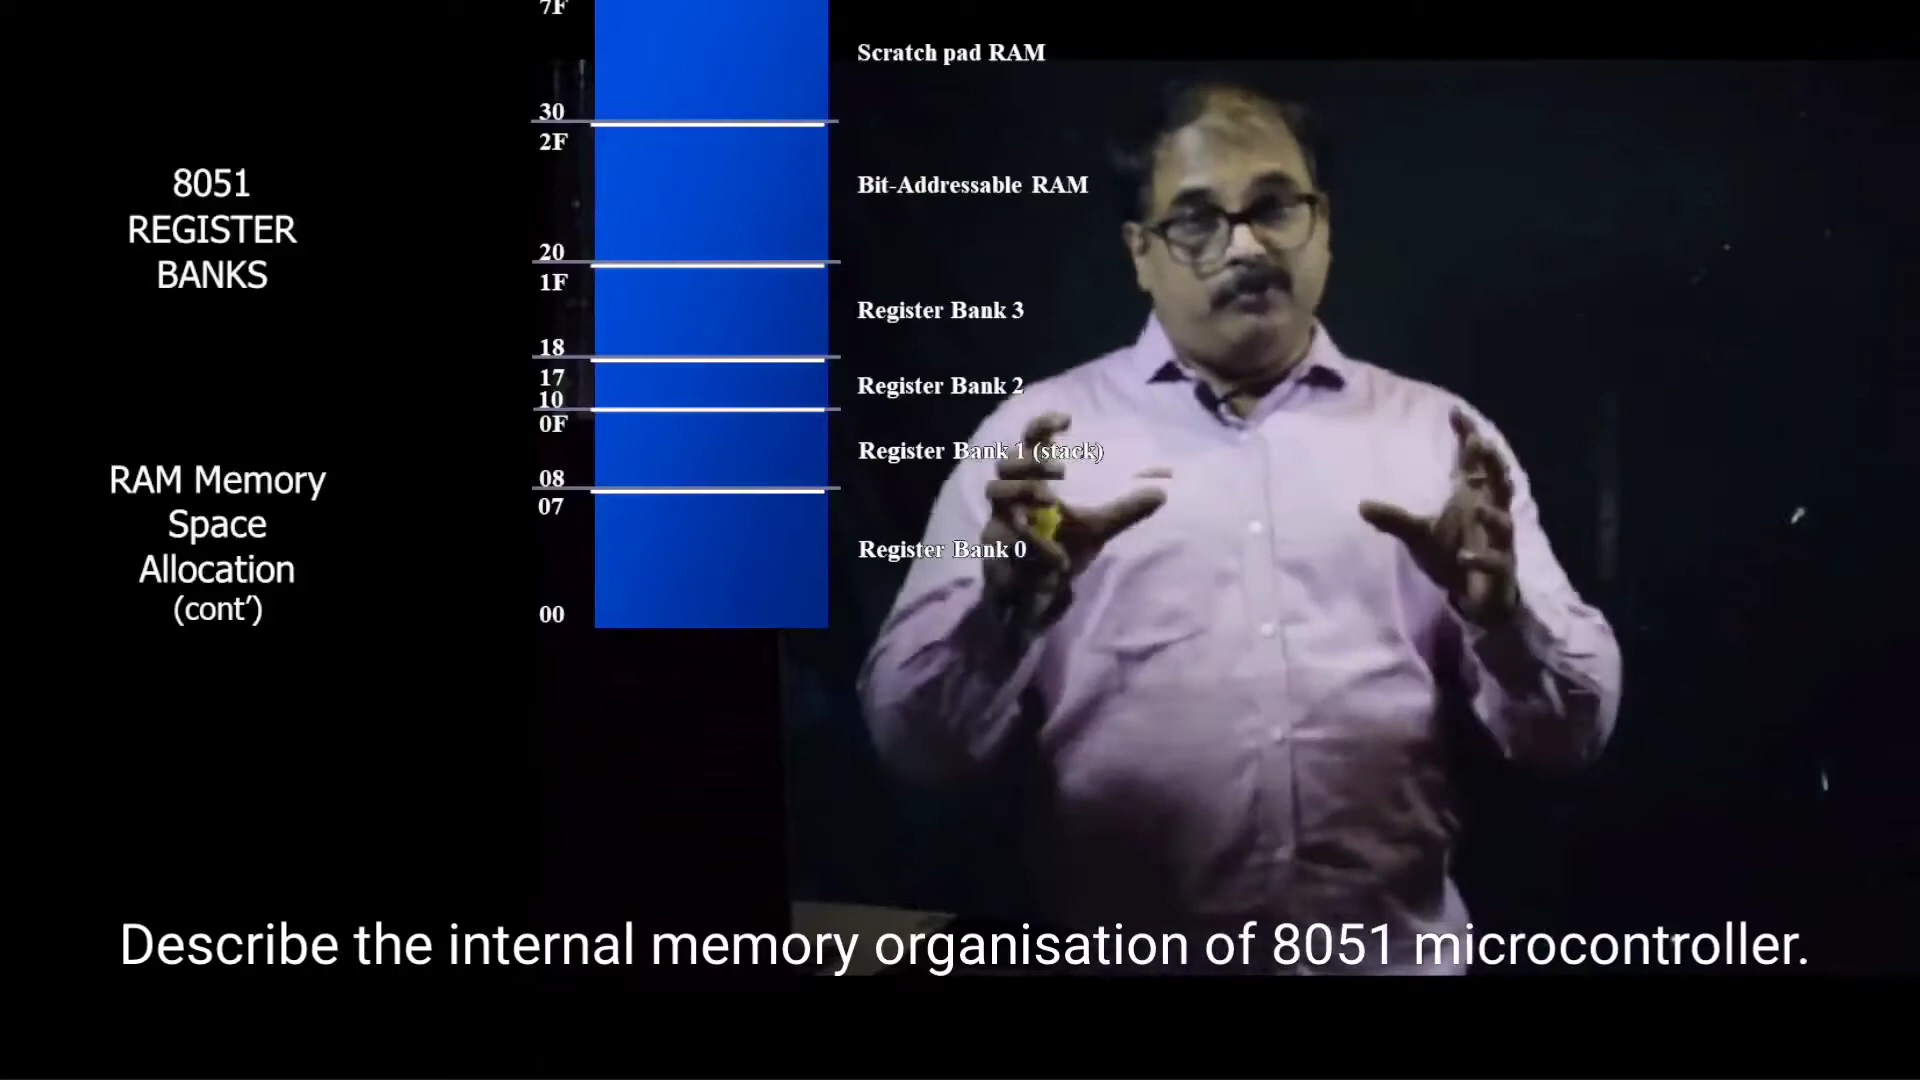 8051
REGISTER
BANKS
RAM Memory
Space
Allocation
(cont’)
7F
Scratch pad RAM
30
2F
Bit-Addressable RAM
20
1F
Register Bank 3
18
17
Register Bank 2
10
0F
Register Bank 1 (stack)
08
07
Register Bank 0
00
Describe the internal memory organisation of 8051 microcontroller.